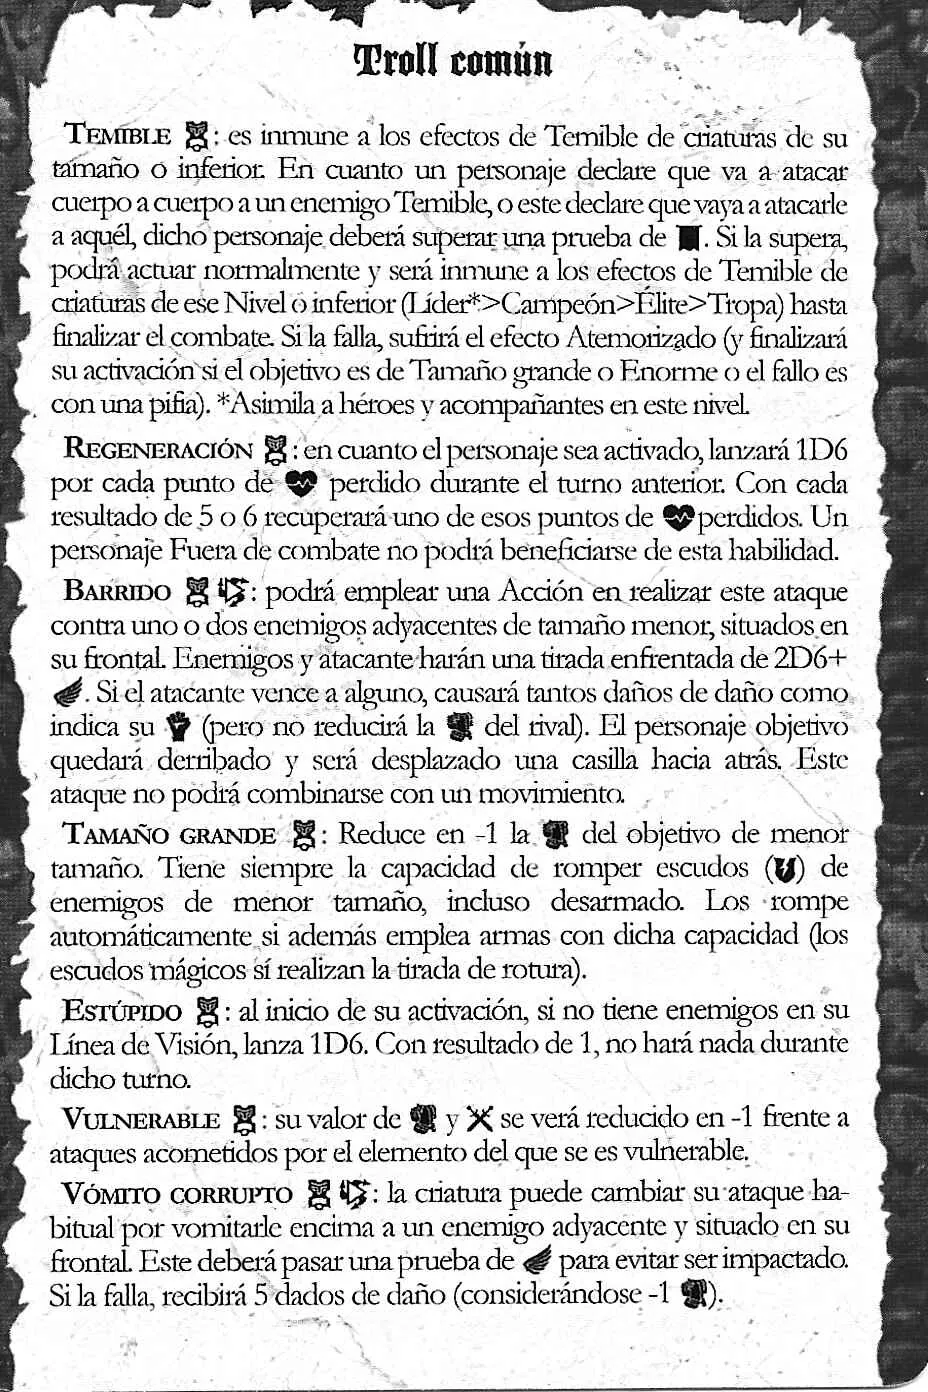 Troll común
TEMIBLE : es inmune a los efectos de Temible de criaturas de su
tamaño o inferior. En cuanto un personaje declare que va a atacar
cuerpo a cuerpo a un enemigo Temible, o este declare que vaya a atacarle
a aquél, dicho personaje deberá superar una prueba de . Si la supera,
podrá actuar normalmente y será inmune a los efectos de Temible de
criaturas de ese Nivel o inferior (Líder*>Campeón>Élite>Tropa) hasta
finalizar el combate. Si la falla, sufrirá el efecto Atemorizado (y finalizará
su activación si el objetivo es de Tamaño grande o Enorme o el fallo es
con una pifia). *Asimila a héroes y acompañantes en este nivel.
REGENERACIÓN : en cuanto el personaje sea activado, lanzará 1D6
por cada punto de perdido durante el turno anterior. Con cada
resultado de 5 o 6 recuperará uno de esos puntos de perdidos. Un
personaje Fuera de combate no podrá beneficiarse de esta habilidad.
BARRIDO : podrá emplear una Acción en realizar este ataque
contra uno o dos enemigos adyacentes de tamaño menor, situados en
su frontal. Enemigos y atacante harán una tirada enfrentada de 2D6+
. Si el atacante vence a alguno, causará tantos daños de daño como
indica su (pero no reducirá la del rival). El personaje objetivo
quedará derribado y será desplazado una casilla hacia atrás. Este
ataque no podrá combinarse con un movimiento.
TAMAÑO GRANDE : Reduce en -1 la del objetivo de menor
tamaño. Tiene siempre la capacidad de romper escudos () de
enemigos de menor tamaño, incluso desarmado. Los rompe
automáticamente si además emplea armas con dicha capacidad (los
escudos mágicos sí realizan la tirada de rotura).
ESTÚPIDO : al inicio de su activación, si no tiene enemigos en su
Línea de Visión, lanza 1D6. Con resultado de 1, no hará nada durante
dicho turno.
VULNERABLE : su valor de y se verá reducido en -1 frente a
ataques acometidos por el elemento del que se es vulnerable.
VÓMITO CORRUPTO : la criatura puede cambiar su ataque ha-
bitual por vomitarle encima a un enemigo adyacente y situado en su
frontal. Este deberá pasar una prueba de para evitar ser impactado.
Si la falla, recibirá 5 dados de daño (considerándose -1 ).